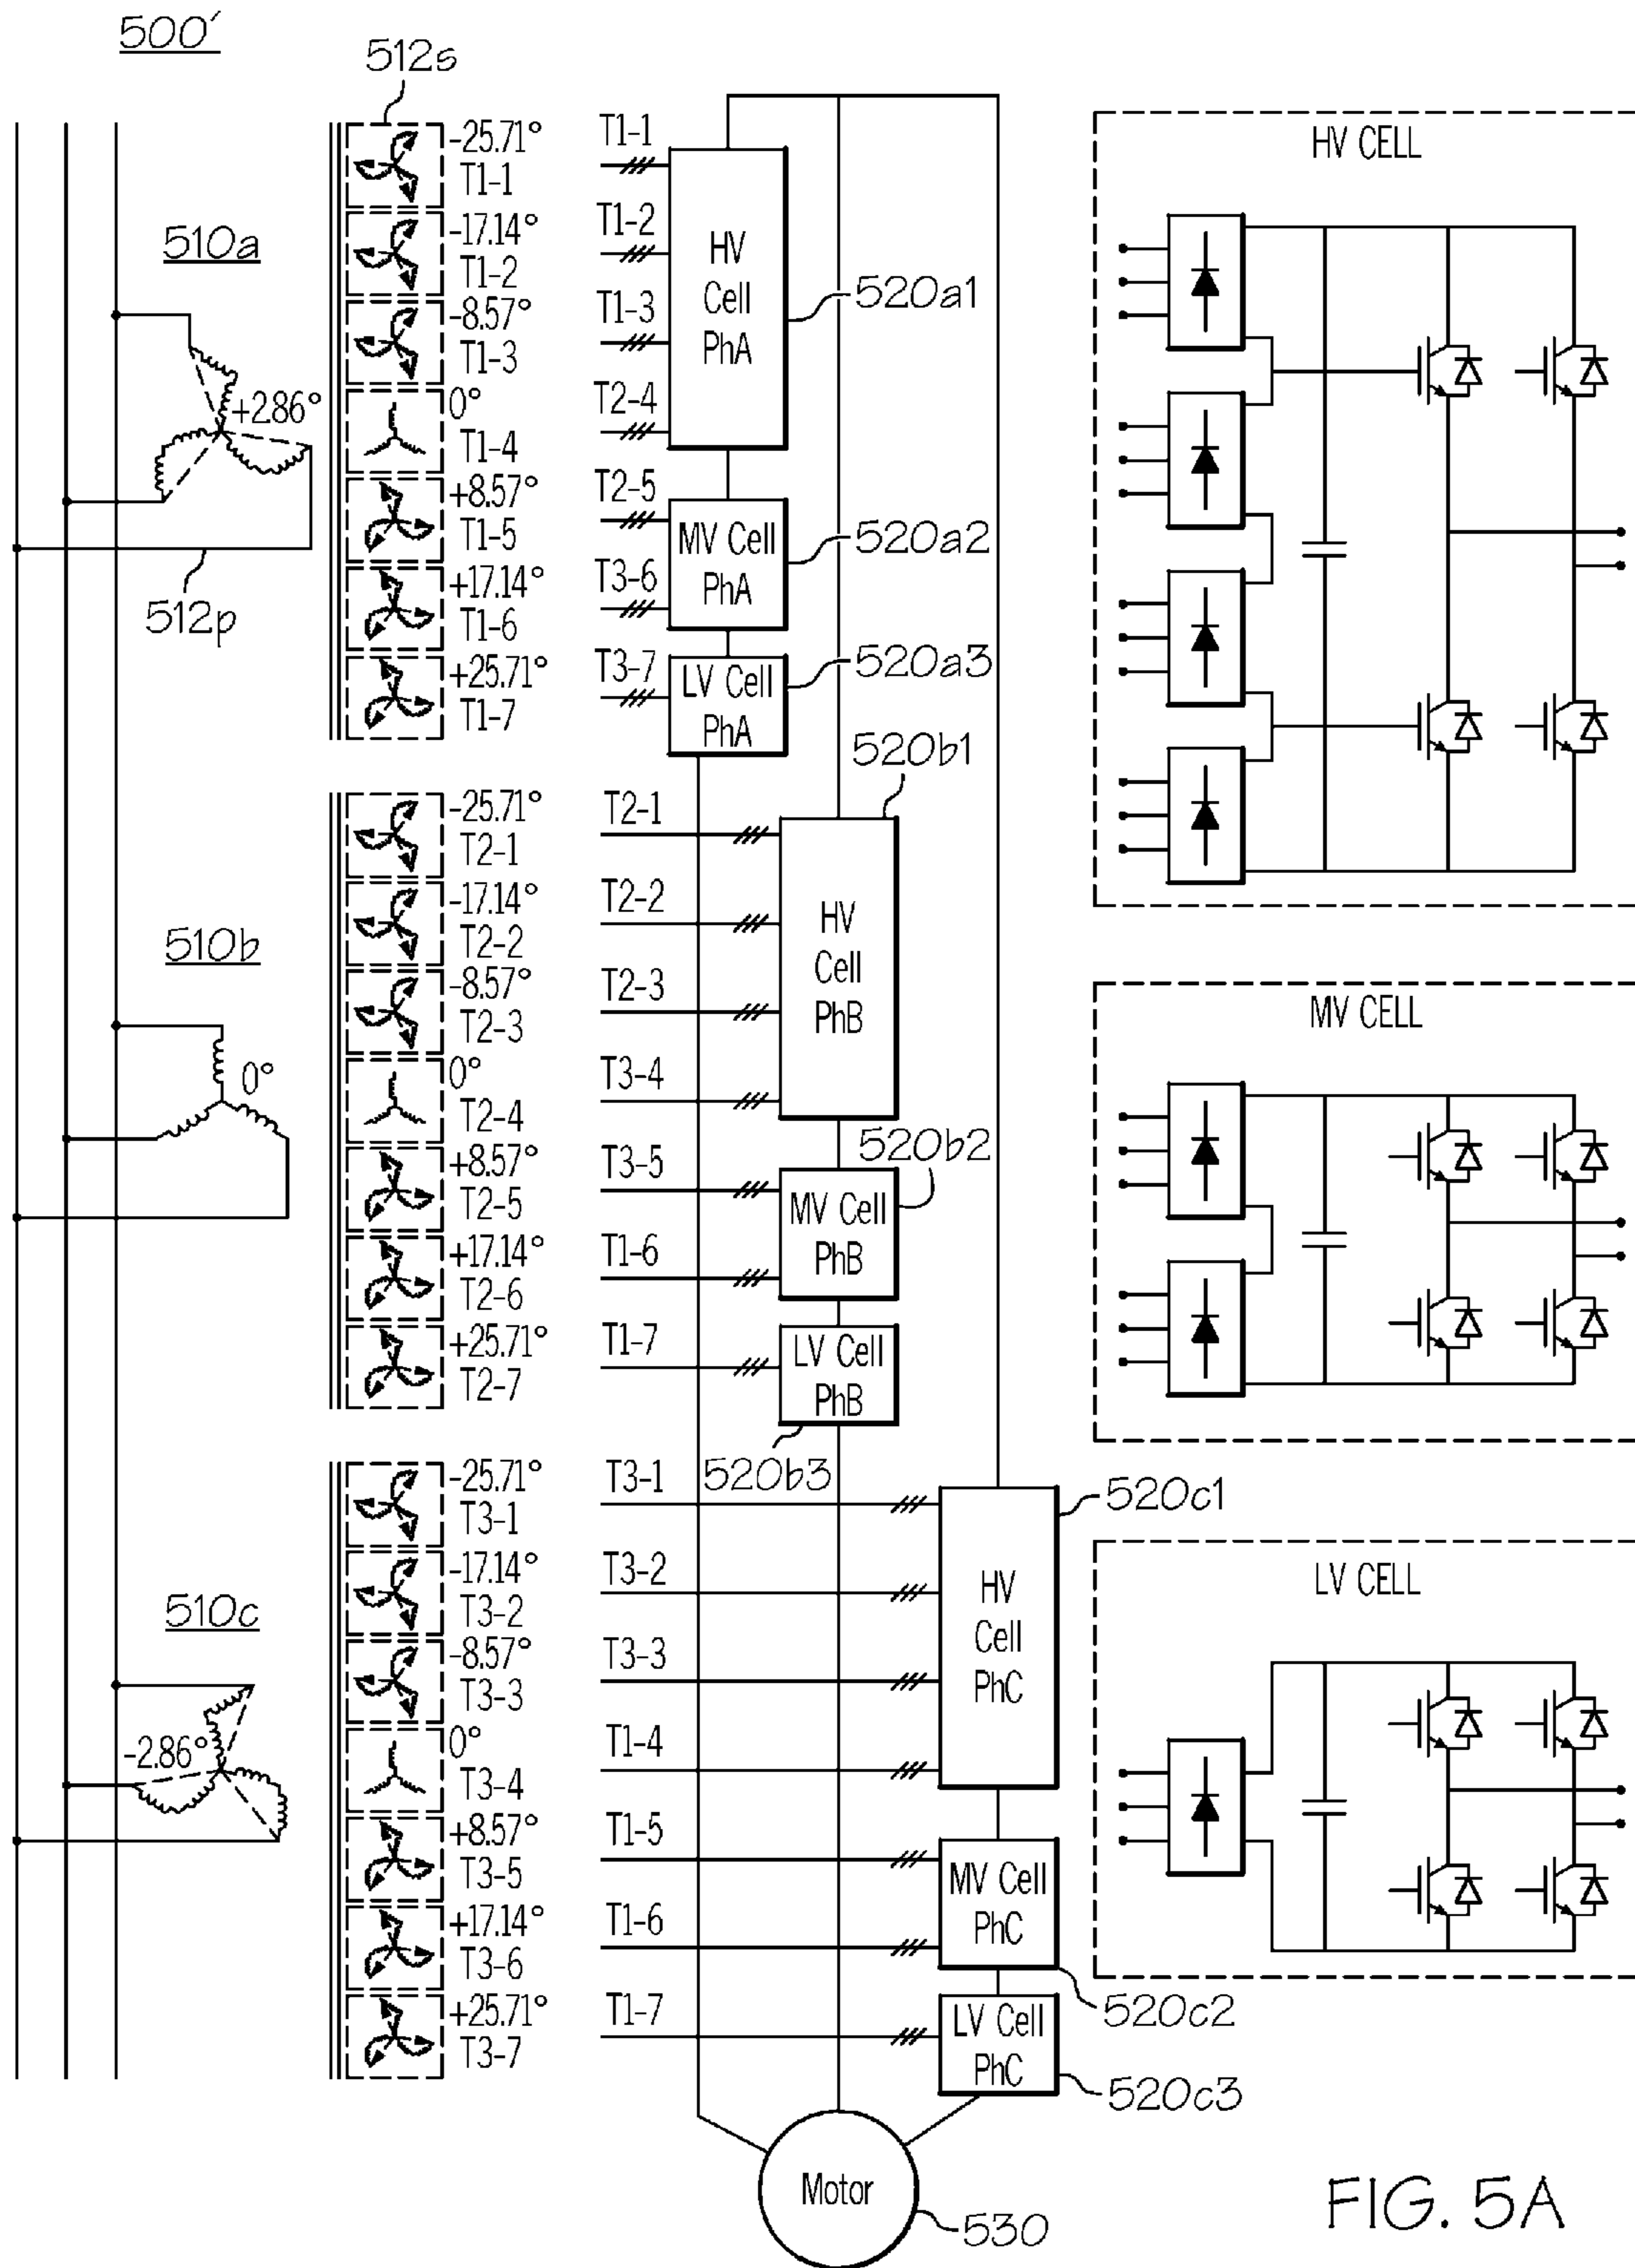 500′
512s
-25.71°
T1-1
-17.14°
T1-2
-8.57°
T1-3
0°
T1-4
+8.57°
T1-5
+17.14°
T1-6
+25.71°
T1-7
510a
+2.86°
512p
T1-1
T1-2
T1-3
T2-4
HV
Cell
PhA
520a1
T2-5
T3-6
MV Cell
PhA
520a2
T3-7
LV Cell
PhA
520a3
-25.71°
T2-1
-17.14°
T2-2
-8.57°
T2-3
0°
T2-4
+8.57°
T2-5
+17.14°
T2-6
+25.71°
T2-7
510b
0°
520b1
T2-1
T2-2
T2-3
T3-4
HV
Cell
PhB
T3-5
T1-6
MV Cell
PhB
520b2
T1-7
LV Cell
PhB
520b3
-25.71°
T3-1
-17.14°
T3-2
-8.57°
T3-3
0°
T3-4
+8.57°
T3-5
+17.14°
T3-6
+25.71°
T3-7
510c
-2.86°
T3-1
T3-2
T3-3
T1-4
HV
Cell
PhC
520c1
T1-5
T1-6
MV Cell
PhC
520c2
T1-7
LV Cell
PhC
520c3
Motor
530
HV CELL
MV CELL
LV CELL
FIG. 5A